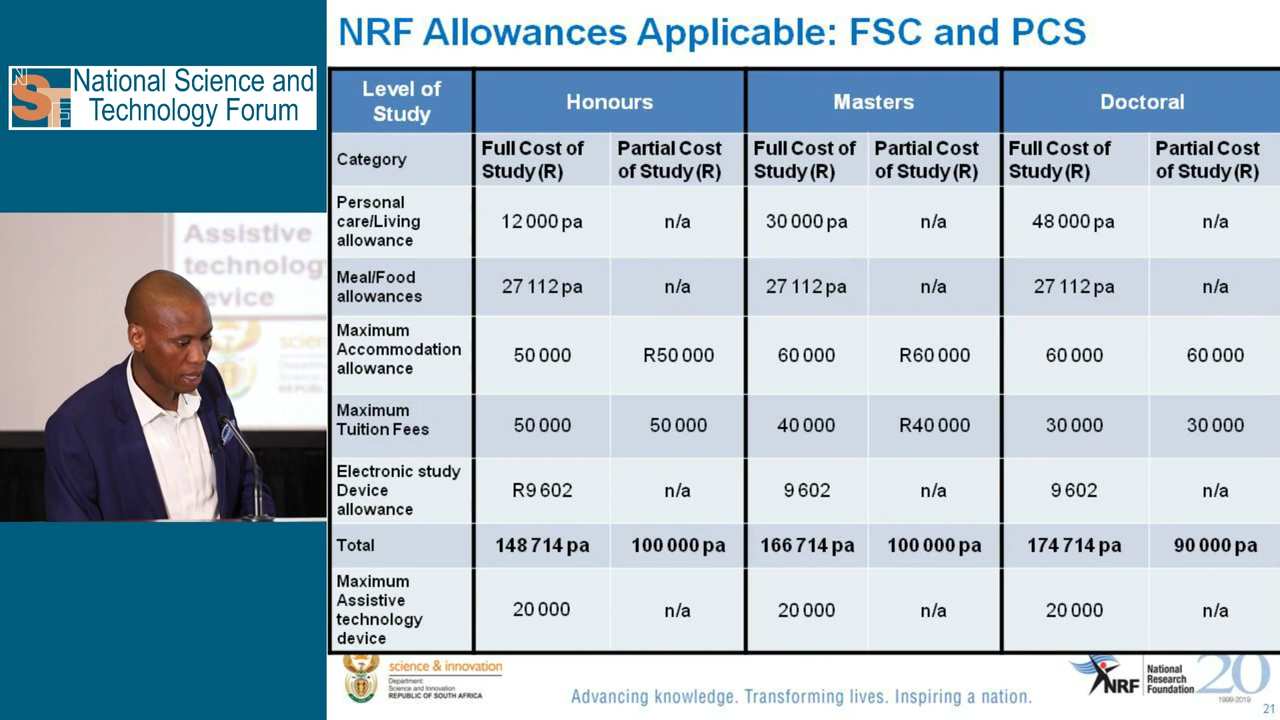 NRF Allowances Applicable: FSC and PCS
National Science and
Technology Forum
NSTF
Assistive
technolog
evice
scien
Level of Study Honours Masters Doctoral
Category Full Cost of Study (R) Partial Cost of Study (R) Full Cost of Study (R) Partial Cost of Study (R) Full Cost of Study (R) Partial Cost of Study (R)
Personal care/Living allowance 12 000 pa n/a 30 000 pa n/a 48 000 pa n/a
Meal/Food allowances 27 112 pa n/a 27 112 pa n/a 27 112 pa n/a
Maximum Accommodation allowance 50 000 R50 000 60 000 R60 000 60 000 60 000
Maximum Tuition Fees 50 000 50 000 40 000 R40 000 30 000 30 000
Electronic study Device allowance R9 602 n/a 9 602 n/a 9 602 n/a
Total 148 714 pa 100 000 pa 166 714 pa 100 000 pa 174 714 pa 90 000 pa
Maximum Assistive technology device 20 000 n/a 20 000 n/a 20 000 n/a
science & innovation
Department:
Science and Innovation
REPUBLIC OF SOUTH AFRICA
Advancing knowledge. Transforming lives. Inspiring a nation.
NRF
National
Research
Foundation
20
1999-2019
21